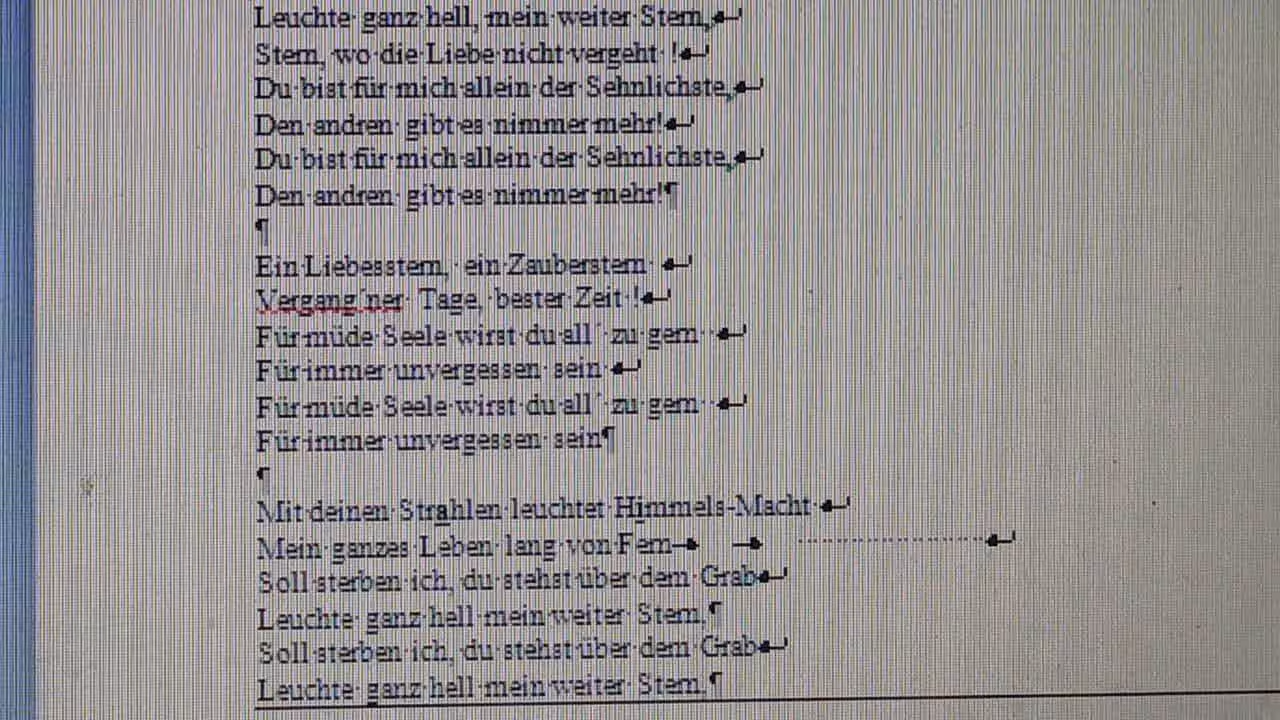 Leuchte ganz hell, mein weiter Stern,
Stern, wo die Liebe nicht vergeht !
Du bist für mich allein der Sehnlichste,
Den andren gibt es nimmer mehr!
Du bist für mich allein der Sehnlichste,
Den andren gibt es nimmer mehr!
Ein Liebesstern, ein Zauberstern
Vergang´ner Tage, bester Zeit !
Für müde Seele wirst du all´ zu gern
Für immer unvergessen sein
Für müde Seele wirst du all´ zu gern
Für immer unvergessen sein
Mit deinen Strahlen leuchtet Himmels-Macht
Mein ganzes Leben lang von Fern
Soll sterben ich, du stehst über dem Grab
Leuchte ganz hell mein weiter Stern.
Soll sterben ich, du stehst über dem Grab
Leuchte ganz hell mein weiter Stern.